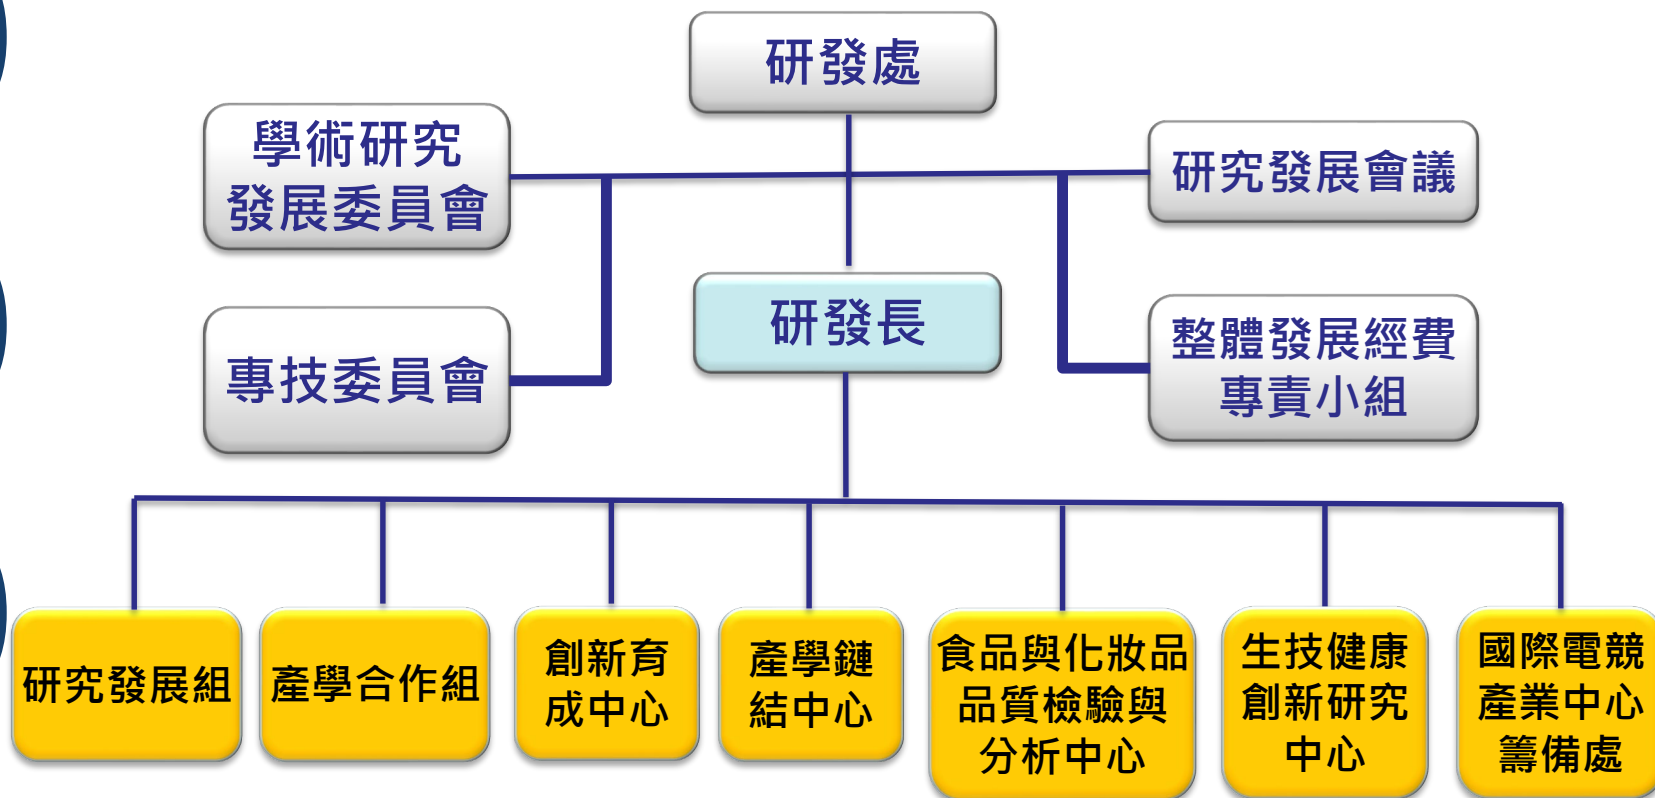 研發處
學術研究
發展委員會
研究發展會議
研發長
專技委員會
整體發展經費
專責小組
研究發展組
產學合作組
創新育
成中心
產學鏈
結中心
食品與化妝品
品質檢驗與
分析中心
生技健康
創新研究
中心
國際電競
產業中心
籌備處